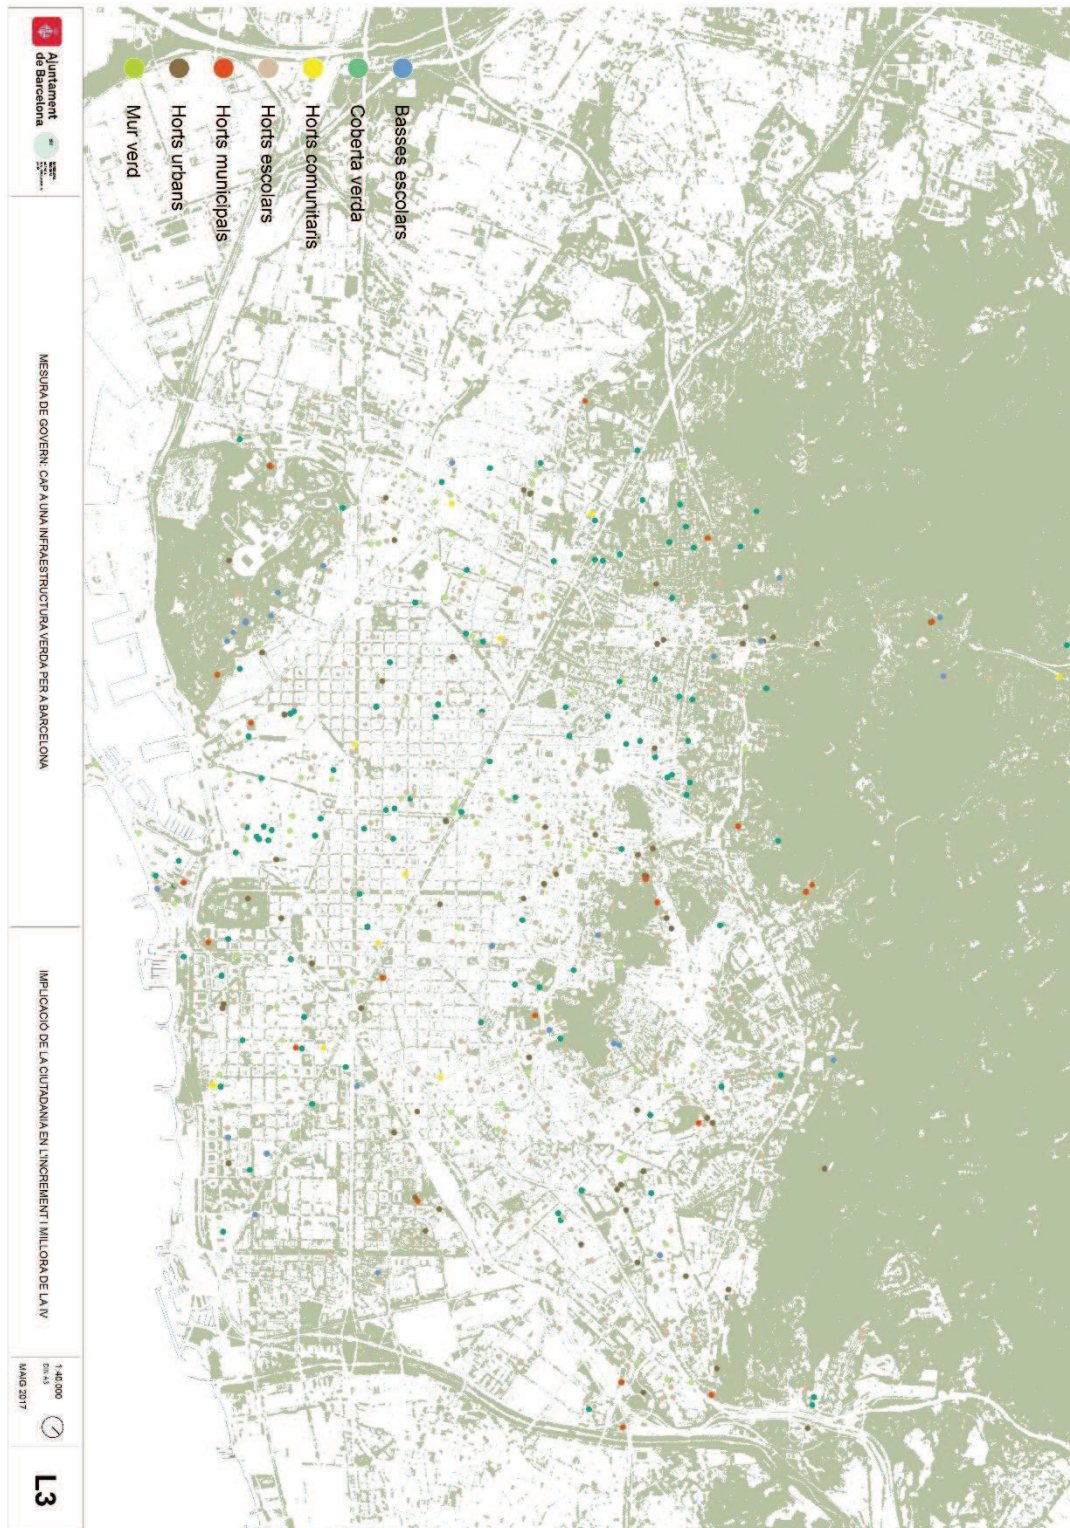 Basses escolars
Coberta verda
Horts comunitaris
Horts escolars
Horts municipals
Horts urbans
Mur verd
Ajuntament
de Barcelona
MESURA DE GOVERN: CAP A UNA INFRAESTRUCTURA VERDA PER A BARCELONA
IMPLICACIÓ DE LA CIUTADANIA EN L'INCREMENT I MILLORA DE LA IV
1:40.000
DIN A3
MAIG 2017
L3